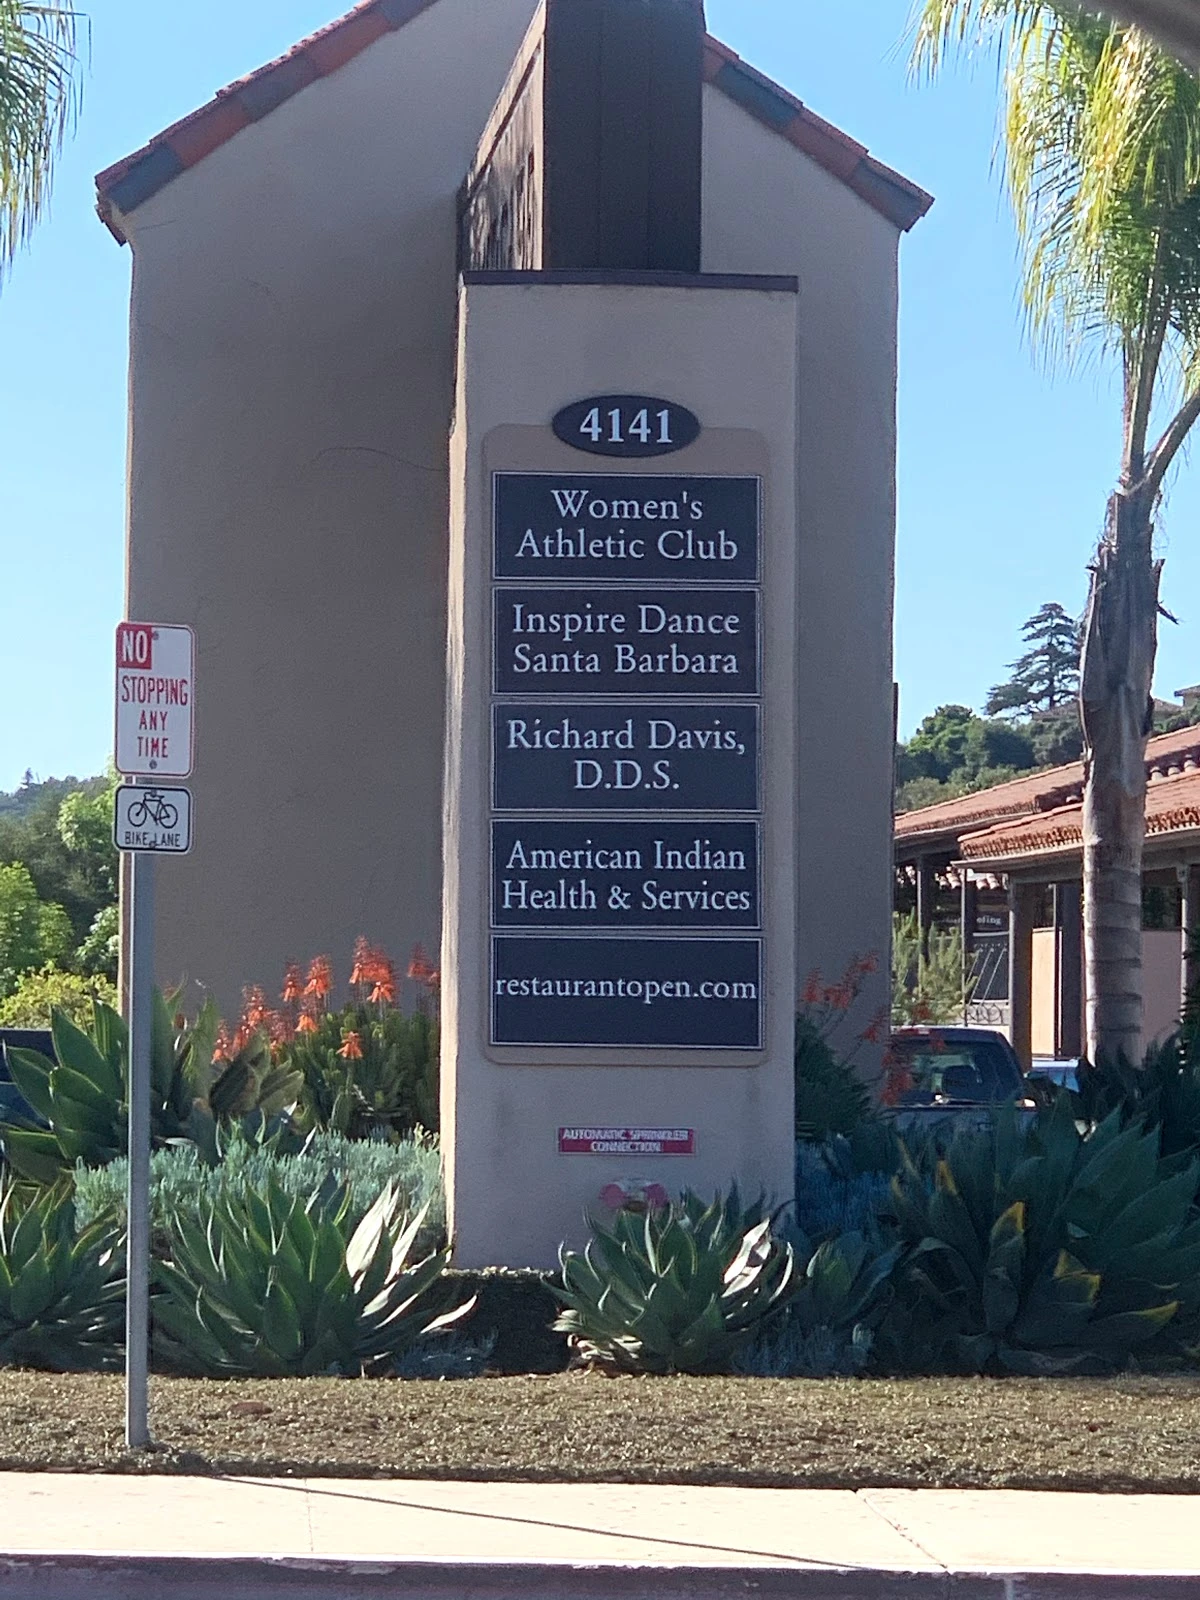 4141
Women's
Athletic Club
Inspire Dance
Santa Barbara
Richard Davis,
D.D.S.
American Indian
Health & Services
restaurantopen.com
AUTOMATIC SPRINKLER
CONNECTION
NO
STOPPING
ANY
TIME
BIKE LANE